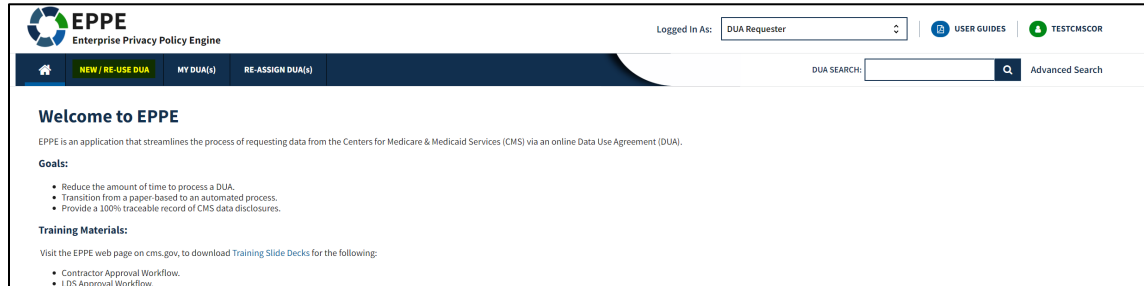 EPPE
Enterprise Privacy Policy Engine
Logged In As: DUA Requester USER GUIDES TESTCMSCOR
NEW / RE-USE DUA MY DUA(s) RE-ASSIGN DUA(s) DUA SEARCH: Advanced Search
Welcome to EPPE
EPPE is an application that streamlines the process of requesting data from the Centers for Medicare & Medicaid Services (CMS) via an online Data Use Agreement (DUA).
Goals:
• Reduce the amount of time to process a DUA.
• Transition from a paper-based to an automated process.
• Provide a 100% traceable record of CMS data disclosures.
Training Materials:
Visit the EPPE web page on cms.gov, to download Training Slide Decks for the following:
• Contractor Approval Workflow.
• LDS Approval Workflow.